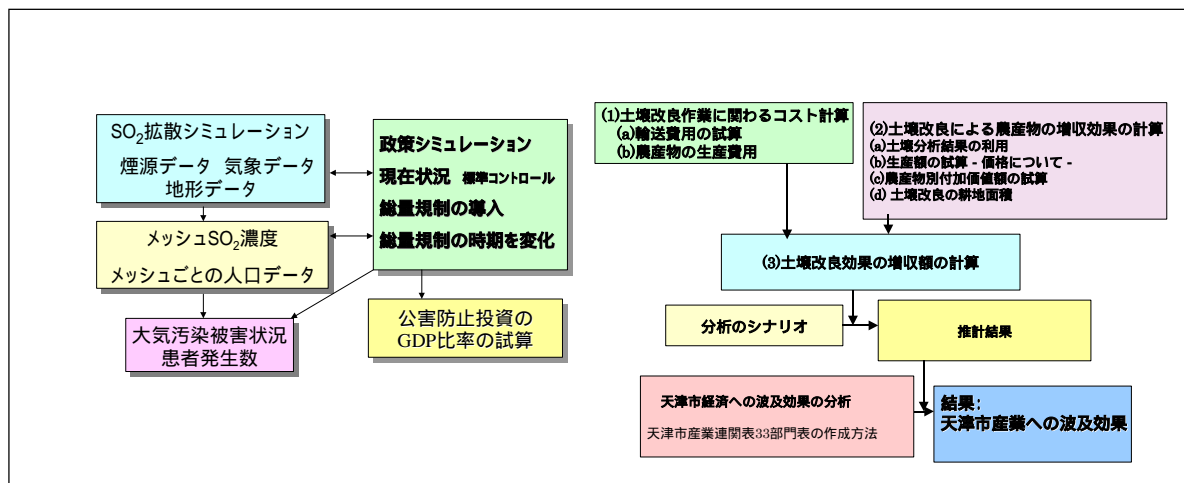 SO2拡散シミュレーション
煙源データ 気象データ
地形データ
メッシュSO2濃度
メッシュごとの人口データ
大気汚染被害状況
患者発生数
政策シミュレーション
現在状況 標準コントロール
総量規制の導入
総量規制の時期を変化
公害防止投資の
GDP比率の試算
(1)土壌改良作業に関わるコスト計算
(a)輸送費用の試算
(b)農産物の生産費用
(2)土壌改良による農産物の増収効果の計算
(a)土壌分析結果の利用
(b)生産額の試算 - 価格について -
(c)農産物別付加価値額の試算
(d) 土壌改良の耕地面積
(3)土壌改良効果の増収額の計算
分析のシナリオ
推計結果
天津市経済への波及効果の分析
天津市産業連関表33部門表の作成方法
結果:
天津市産業への波及効果